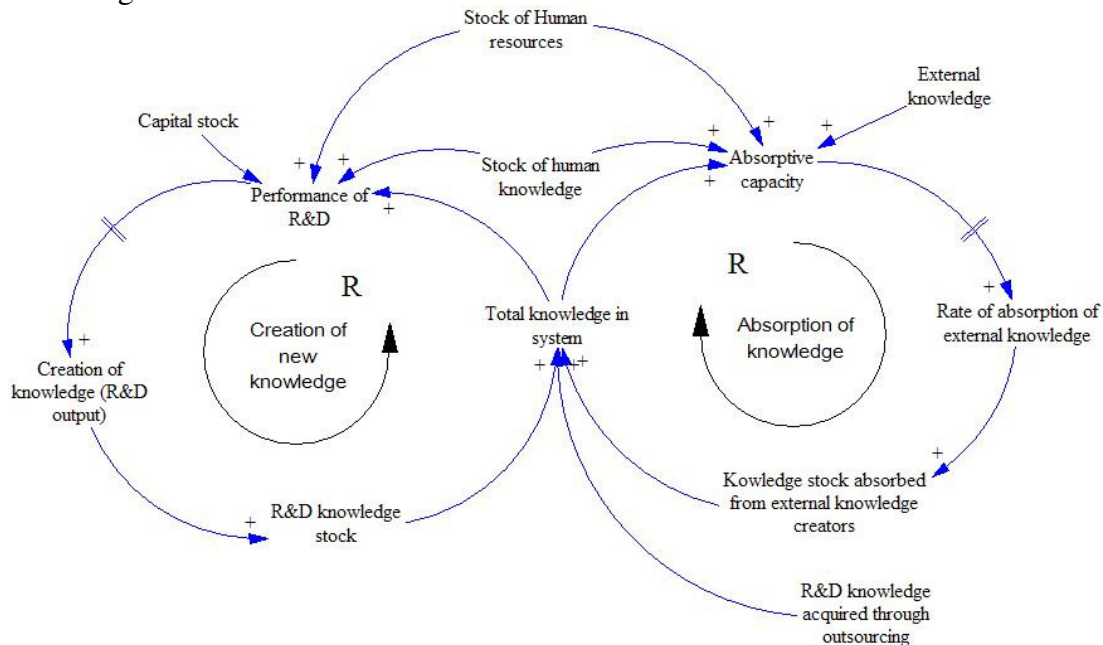 Stock of Human
resources
External
knowledge
Capital stock
+
+
+
+
+
Stock of human
knowledge
Absorptive
capacity
+
+
Performance of
R&D
+
R
R
Creation of
new
knowledge
Total knowledge in
system
Absorption of
knowledge
+
Rate of absorption of
external knowledge
+
Creation of
knowledge (R&D
output)
+
+
+
+
Kowledge stock absorbed
from external knowledge
creators
+
R&D knowledge
stock
R&D knowledge
acquired through
outsourcing